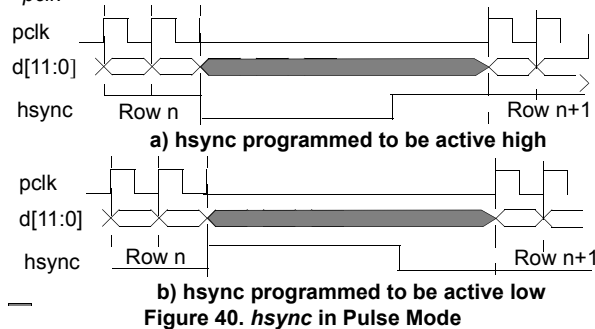 pclk
pclk
d[11:0]
hsync Row n Row n+1
a) hsync programmed to be active high
pclk
d[11:0]
hsync Row n Row n+1
b) hsync programmed to be active low
Figure 40. hsync in Pulse Mode